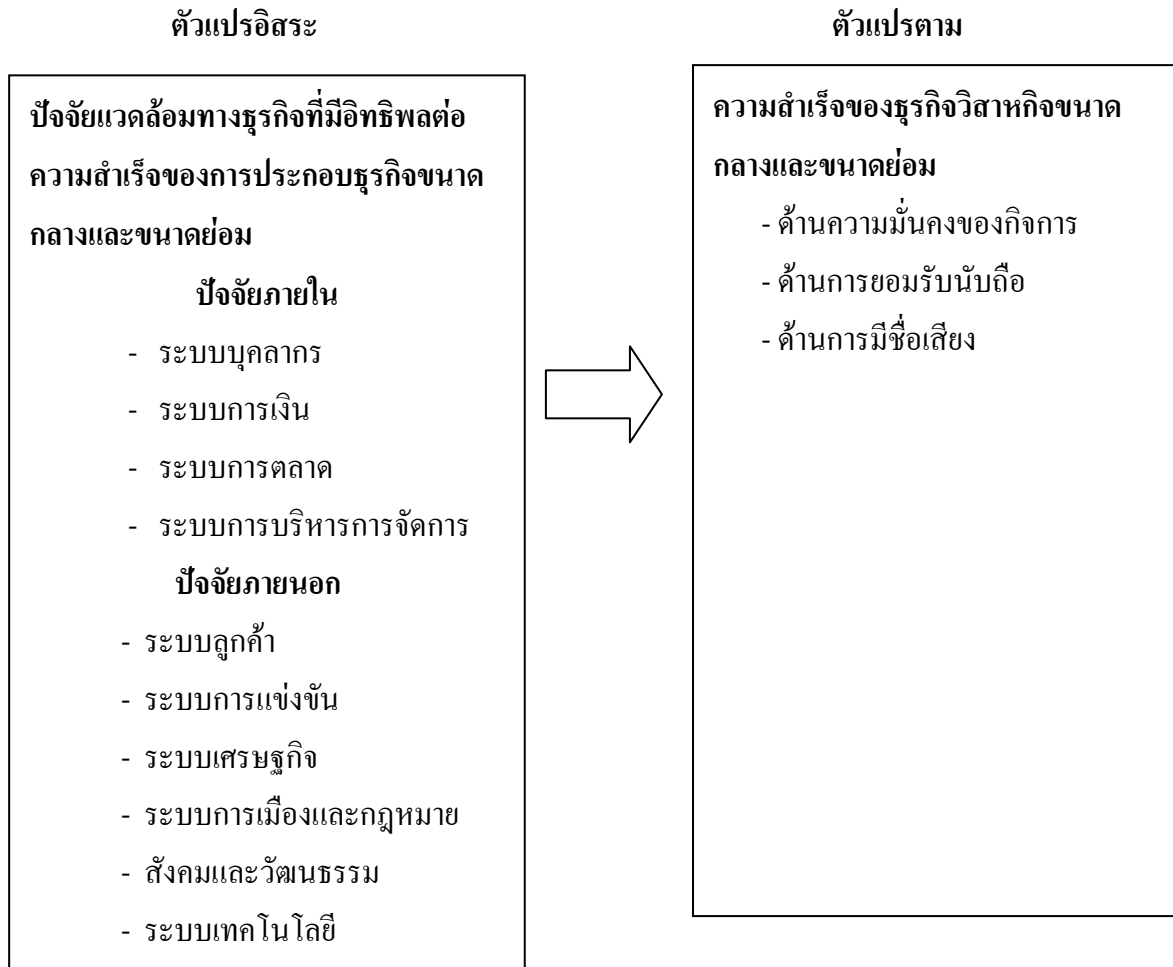 ตัวแปรอิสระ
ปัจจัยแวดล้อมทางธุรกิจที่มีอิทธิพลต่อ
ความสำเร็จของการประกอบธุรกิจขนาด
กลางและขนาดย่อม
ปัจจัยภายใน
- ระบบบุคลากร
- ระบบการเงิน
- ระบบการตลาด
- ระบบการบริหารการจัดการ
ปัจจัยภายนอก
- ระบบลูกค้า
- ระบบการแข่งขัน
- ระบบเศรษฐกิจ
- ระบบการเมืองและกฎหมาย
- สังคมและวัฒนธรรม
- ระบบเทคโนโลยี
ตัวแปรตาม
ความสำเร็จของธุรกิจวิสาหกิจขนาด
กลางและขนาดย่อม
- ด้านความมั่นคงของกิจการ
- ด้านการยอมรับนับถือ
- ด้านการมีชื่อเสียง